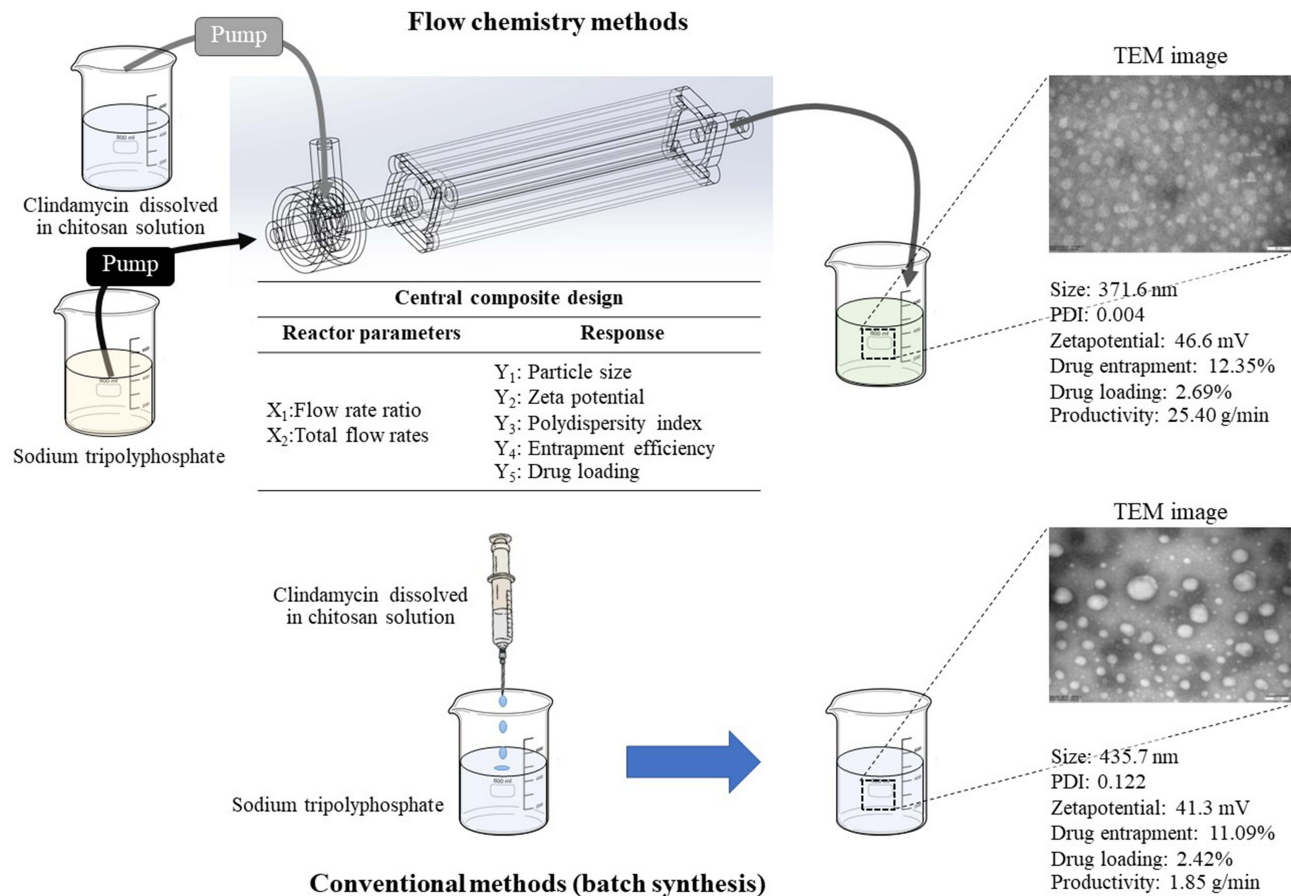 Flow chemistry methods
Pump
Clindamycin dissolved
in chitosan solution
Pump
Sodium tripolyphosphate
Central composite design
Reactor parameters Response
X₁:Flow rate ratio
X₂:Total flow rates
Y₁: Particle size
Y₂: Zeta potential
Y₃: Polydispersity index
Y₄: Entrapment efficiency
Y₅: Drug loading
TEM image
Size: 371.6 nm
PDI: 0.004
Zetapotential: 46.6 mV
Drug entrapment: 12.35%
Drug loading: 2.69%
Productivity: 25.40 g/min
Clindamycin dissolved
in chitosan solution
Sodium tripolyphosphate
TEM image
Size: 435.7 nm
PDI: 0.122
Zetapotential: 41.3 mV
Drug entrapment: 11.09%
Drug loading: 2.42%
Productivity: 1.85 g/min
Conventional methods (batch synthesis)